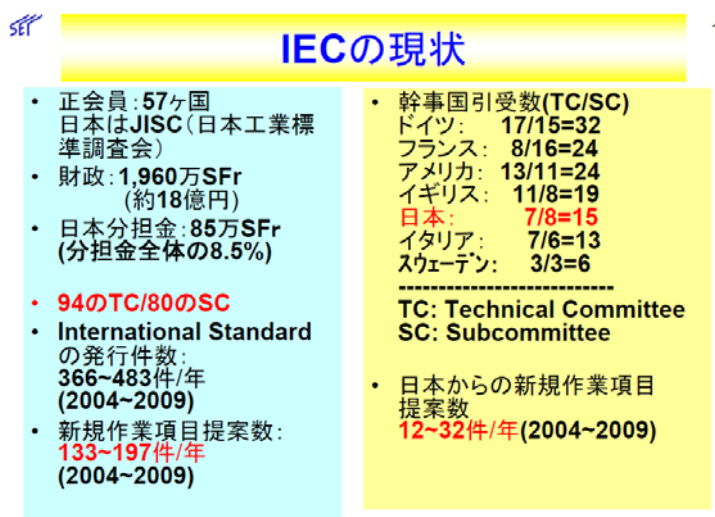 SET
IECの現状
• 正会員:57ヶ国
日本はJISC(日本工業標
準調査会)
• 財政:1,960万SFr
(約18億円)
• 日本分担金:85万SFr
(分担金全体の8.5%)
• 94のTC/80のSC
• International Standard
の発行件数:
366~483件/年
(2004~2009)
• 新規作業項目提案数:
133~197件/年
(2004~2009)
• 幹事国引受数(TC/SC)
ドイツ: 17/15=32
フランス: 8/16=24
アメリカ: 13/11=24
イギリス: 11/8=19
日本: 7/8=15
イタリア: 7/6=13
スウェーデン: 3/3=6
---------------------------
TC: Technical Committee
SC: Subcommittee
• 日本からの新規作業項目
提案数
12~32件/年(2004~2009)